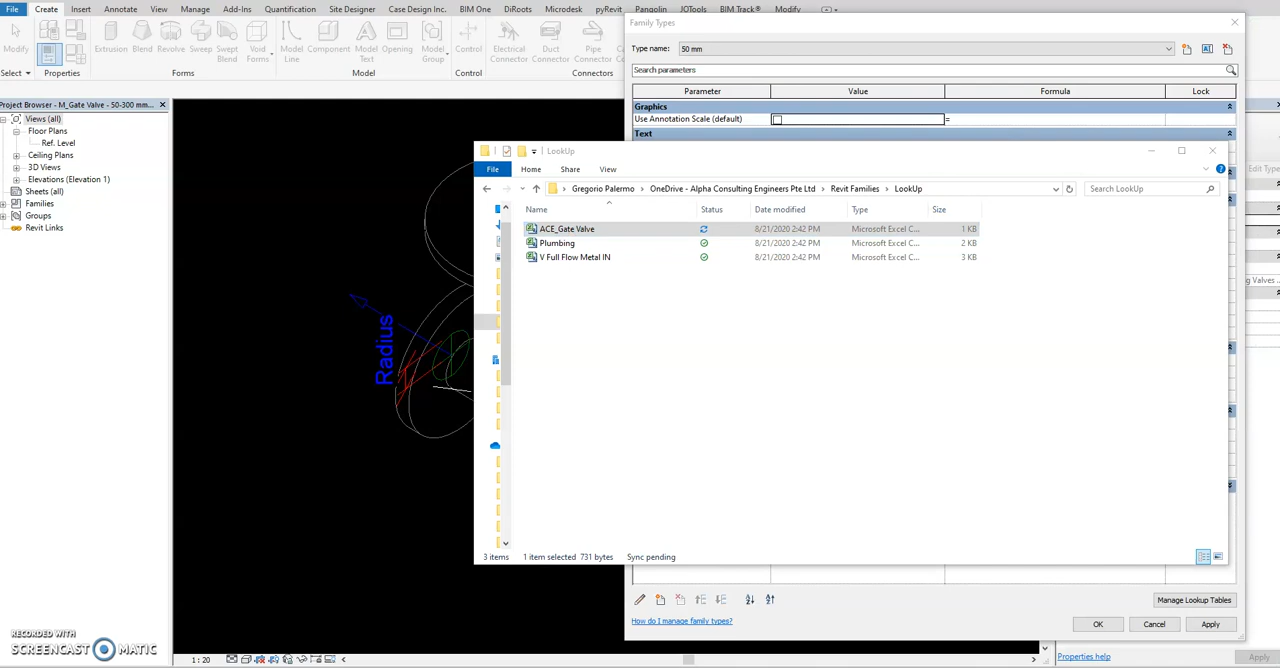 File Create Insert Annotate View Manage Add-Ins Quantification Site Designer Case Design Inc. BIM One DiRoots Microdesk pyRevit Pangolin JOTools BIM Track® Modify
Modify Extrusion Blend Revolve Sweep Swept Blend Void Forms Model Line Component Model Text Opening Model Group Control Electrical Connector Duct Connector Pipe Connector
Select Properties Forms Model Control Connectors
Family Types
Type name: 50 mm
Search parameters
Parameter Value Formula Lock
Graphics
Use Annotation Scale (default) =
Text
Project Browser - M_Gate Valve - 50-300 mm...
Views (all)
Floor Plans
Ref. Level
Ceiling Plans
3D Views
Elevations (Elevation 1)
Sheets (all)
Families
Groups
Revit Links
Radius
LookUp
File Home Share View
Gregorio Palermo OneDrive - Alpha Consulting Engineers Pte Ltd Revit Families LookUp
Search LookUp
Name Status Date modified Type Size
ACE_Gate Valve 8/21/2020 2:42 PM Microsoft Excel C... 1 KB
Plumbing 8/21/2020 2:42 PM Microsoft Excel C... 2 KB
V Full Flow Metal IN 8/21/2020 2:42 PM Microsoft Excel C... 3 KB
3 items 1 item selected 731 bytes Sync pending
Edit Type
ng Valves
Manage Lookup Tables
How do I manage family types?
OK Cancel Apply
RECORDED WITH
SCREENCAST MATIC
1 : 20
Properties help
Apply